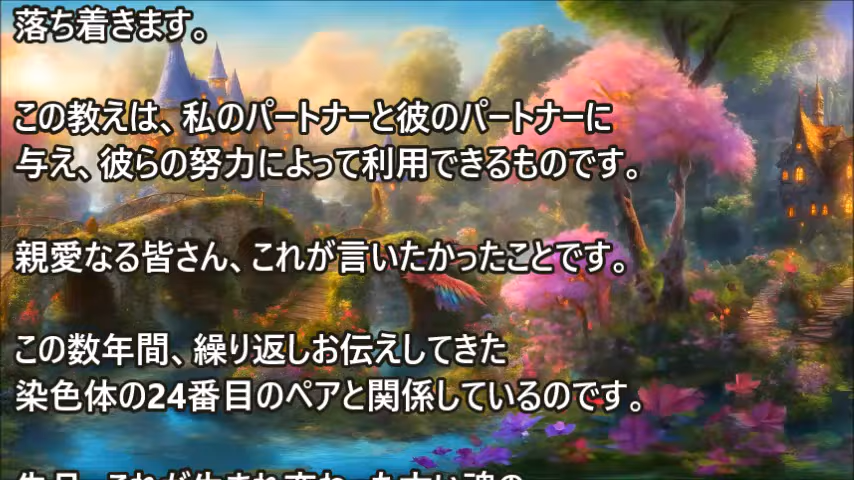 落ち着きます。
この教えは、私のパートナーと彼のパートナーに
与え、彼らの努力によって利用できるものです。
親愛なる皆さん、これが言いたかったことです。
この数年間、繰り返しお伝えしてきた
染色体の24番目のペアと関係しているのです。